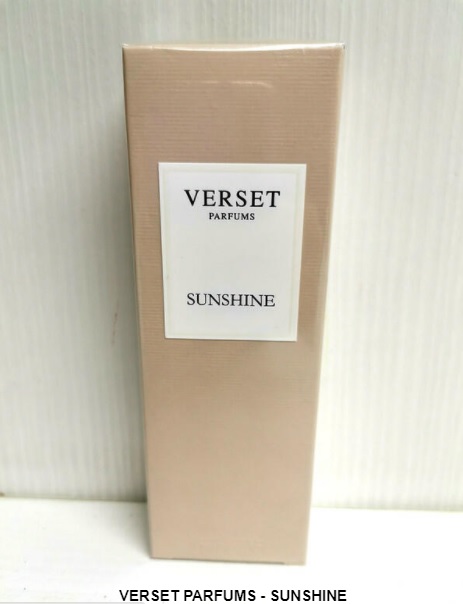 VERSET
PARFUMS
SUNSHINE
VERSET PARFUMS - SUNSHINE